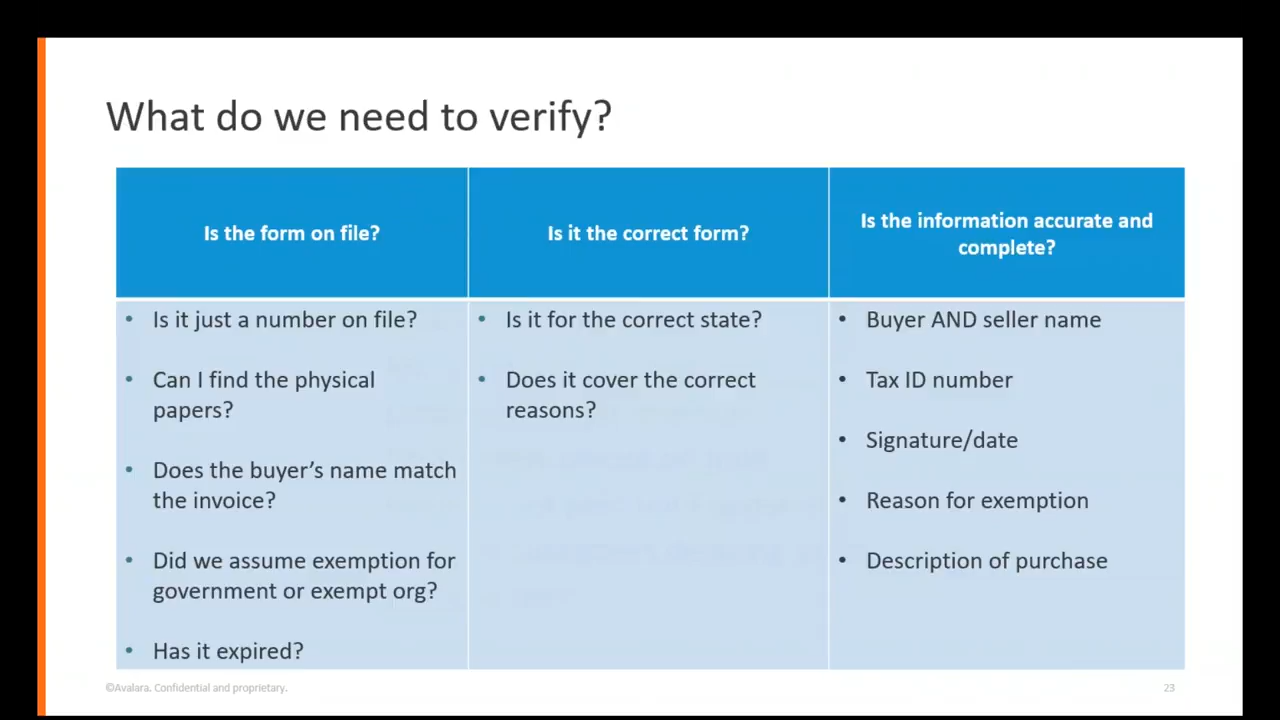 What do we need to verify?
Is the form on file?
Is it the correct form?
Is the information accurate and
complete?
• Is it just a number on file?
• Can I find the physical
papers?
• Does the buyer’s name match
the invoice?
• Did we assume exemption for
government or exempt org?
• Has it expired?
• Is it for the correct state?
• Does it cover the correct
reasons?
• Buyer AND seller name
• Tax ID number
• Signature/date
• Reason for exemption
• Description of purchase
©Avalara. Confidential and proprietary.
23